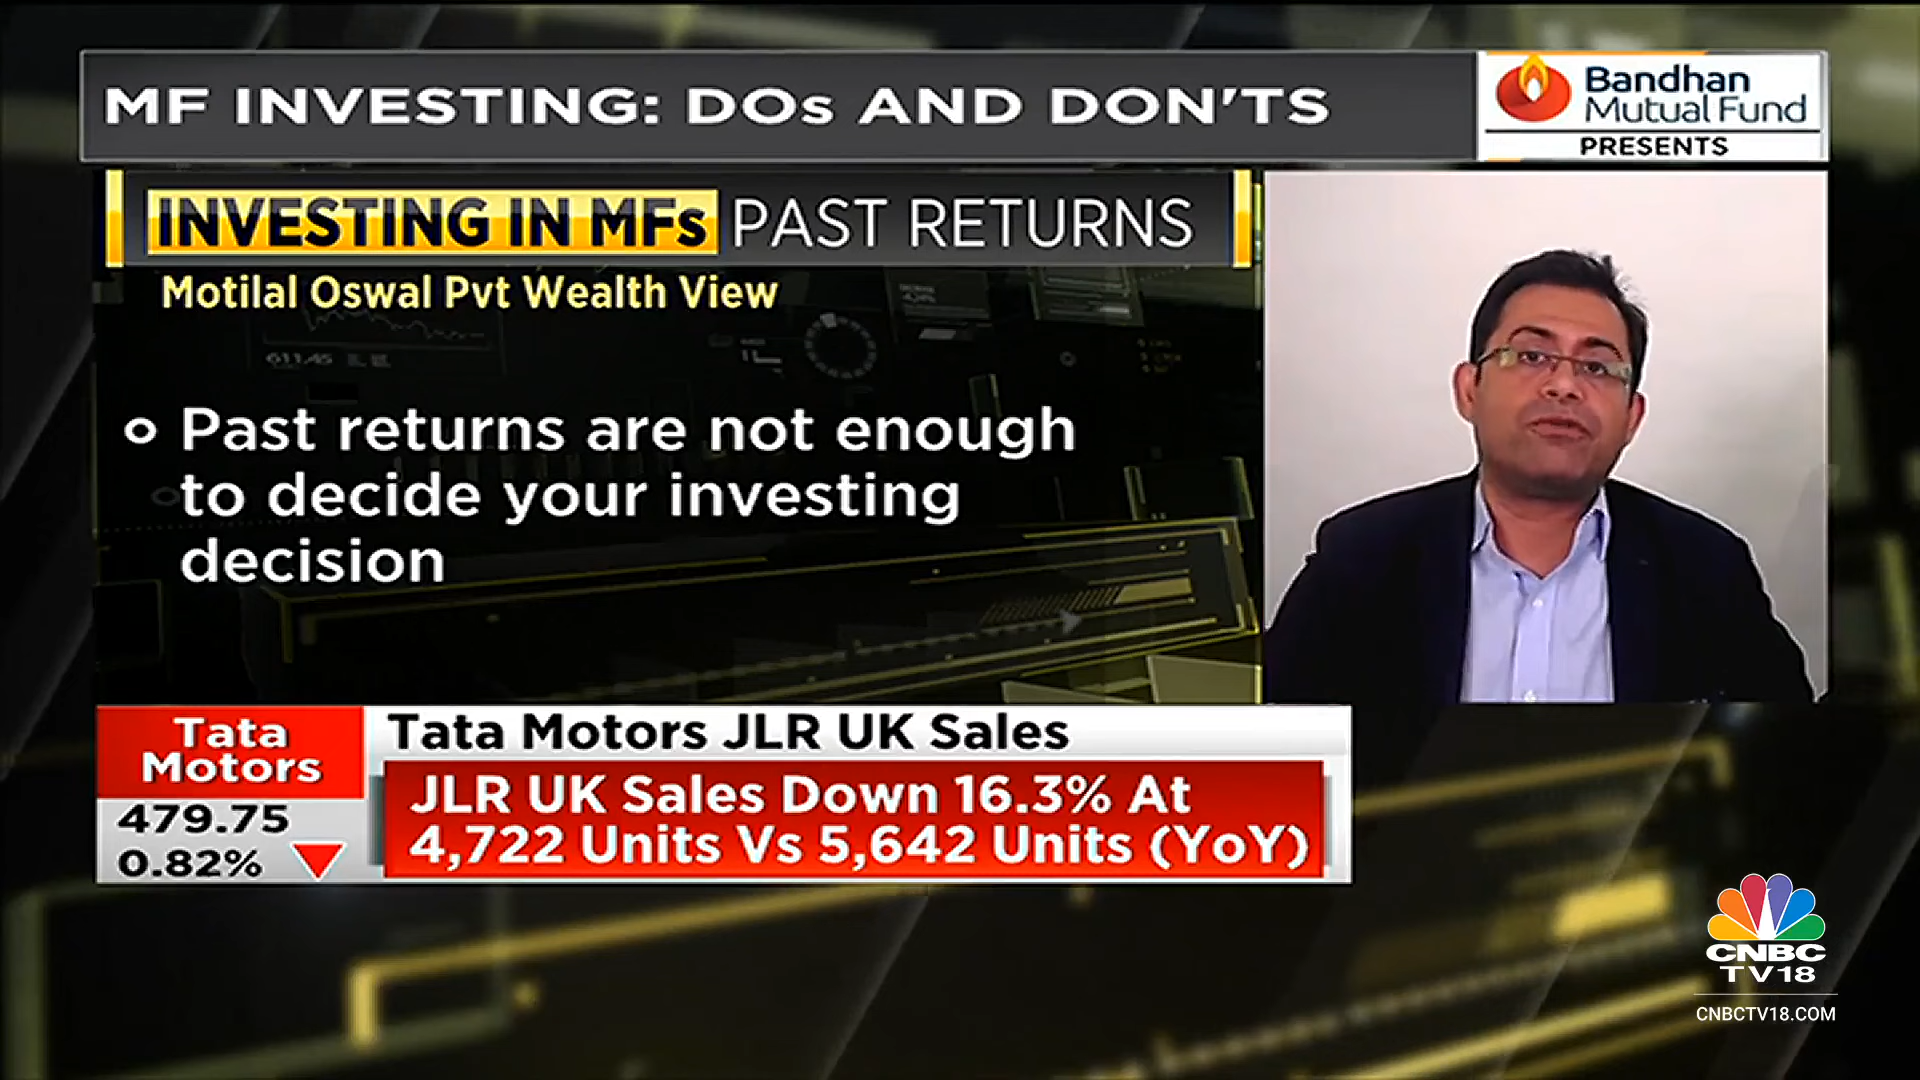 MF INVESTING: DOs AND DON'TS
Bandhan
Mutual Fund
PRESENTS
INVESTING IN MFs PAST RETURNS
Motilal Oswal Pvt Wealth View
611.45
Past returns are not enough
to decide your investing
decision
Tata
Motors
479.75
0.82%
Tata Motors JLR UK Sales
JLR UK Sales Down 16.3% At
4,722 Units Vs 5,642 Units (YoY)
CNBC
TV18
CNBCTV18.COM